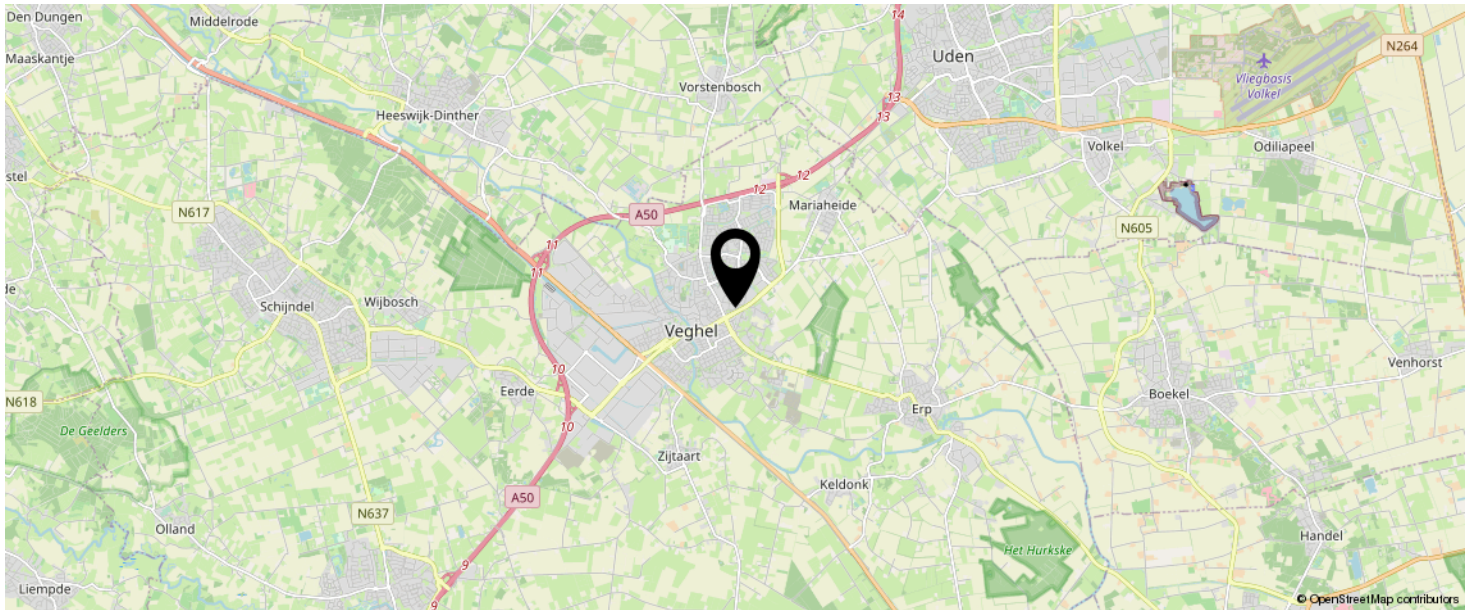 Den Dungen
Middelrode
Maaskantje
14
Uden
N264
Vliegbasis
Volkel
Vorstenbosch
13
13
Heeswijk-Dinther
Volkel
Odiliapeel
stel
12
12
Mariaheide
N617
A50
N605
11
11
de
Schijndel
Wijbosch
Veghel
Venhorst
10
Eerde
Boekel
N618
Erp
De Geelders
10
Zijtaart
Keldonk
A50
N637
Olland
Handel
Het Hurkske
9
Liempde
9
© OpenStreetMap contributors